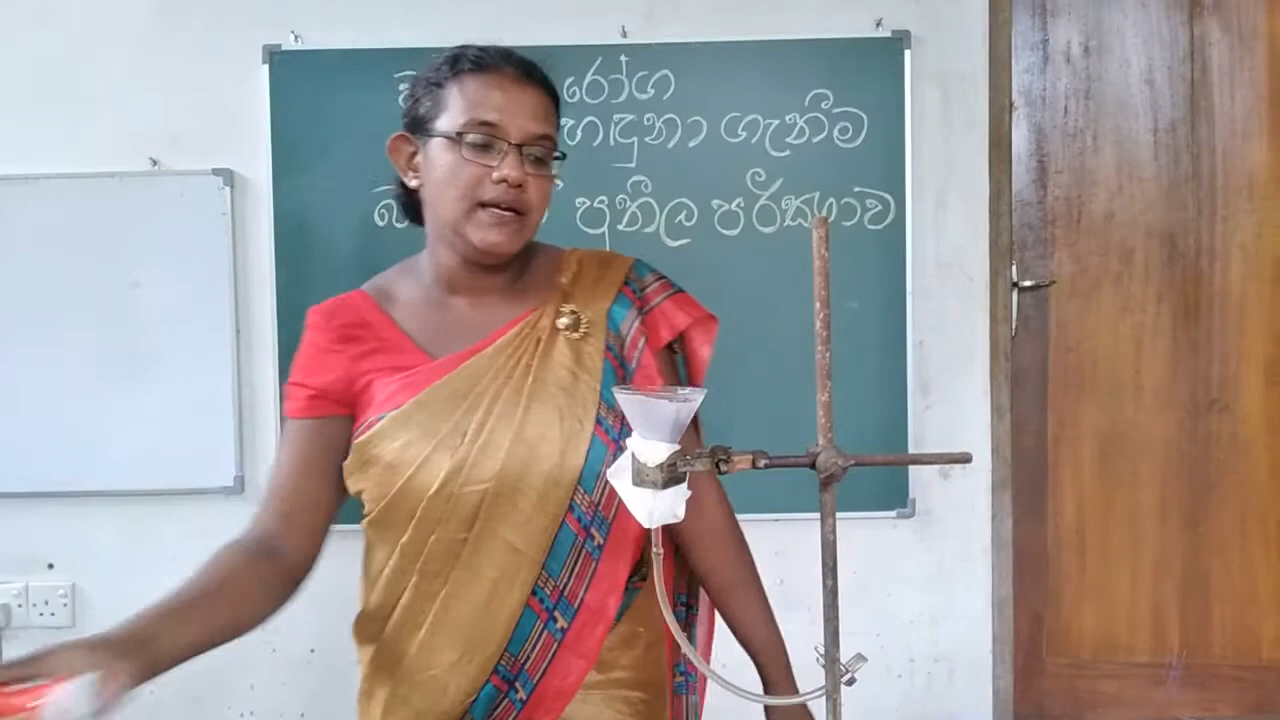 රෝග
හඳුනා ගැනීම
පුනීල පරීක්‍ෂාව